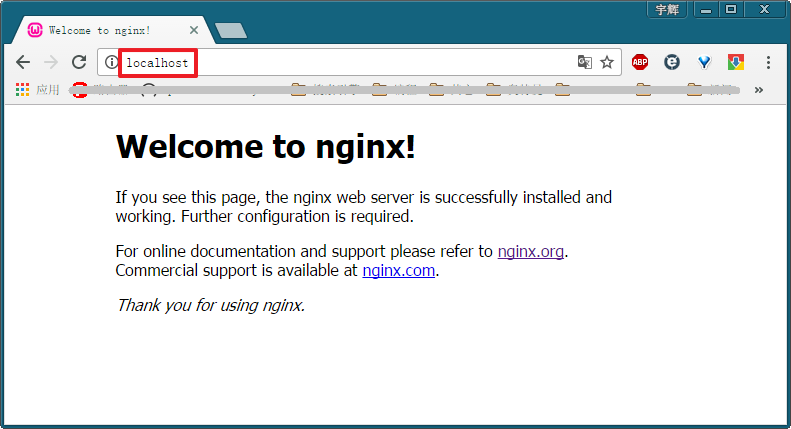 宇辉
Welcome to nginx!
localhost
ABP
应用
Welcome to nginx!
If you see this page, the nginx web server is successfully installed and
working. Further configuration is required.
For online documentation and support please refer to nginx.org.
Commercial support is available at nginx.com.
Thank you for using nginx.